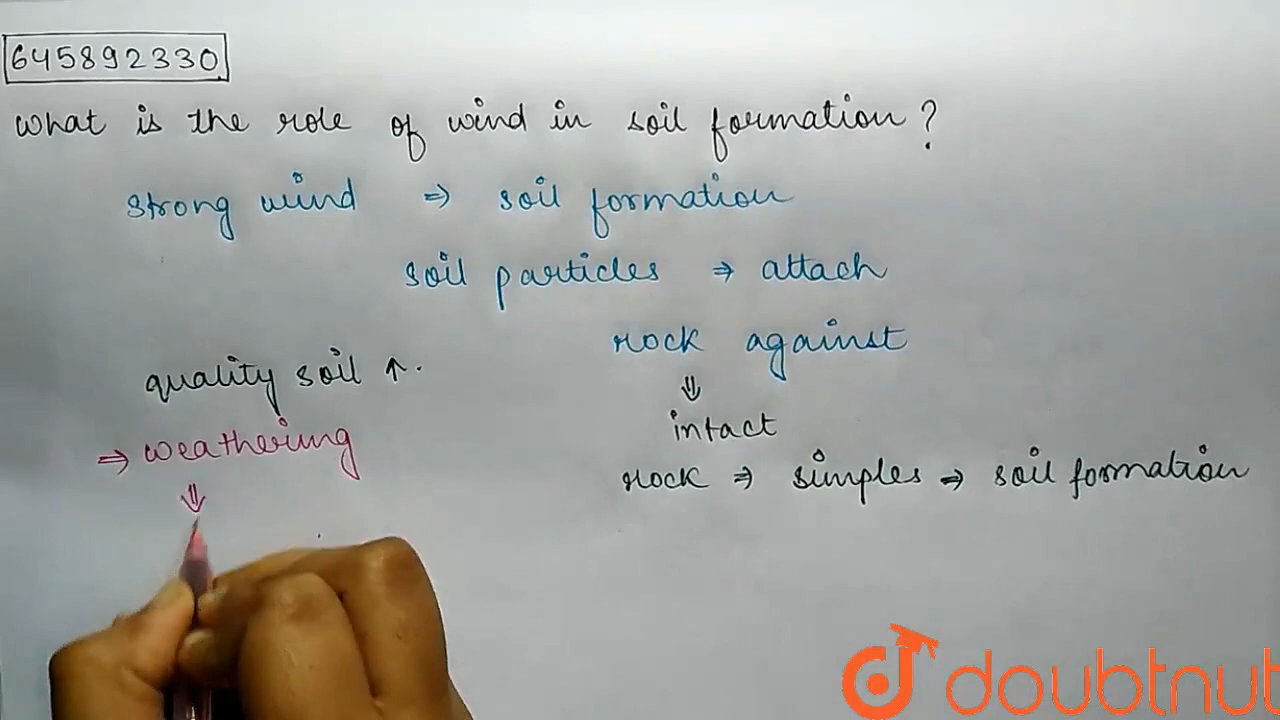 645892330
What is the role of wind in soil formation?
strong wind ⇒ soil formation
soil particles ⇒ attach
rock against
⇓
intact
rock ⇒ simples ⇒ soil formation
quality soil ↑.
⇒ weathering
⇓
doubtnut